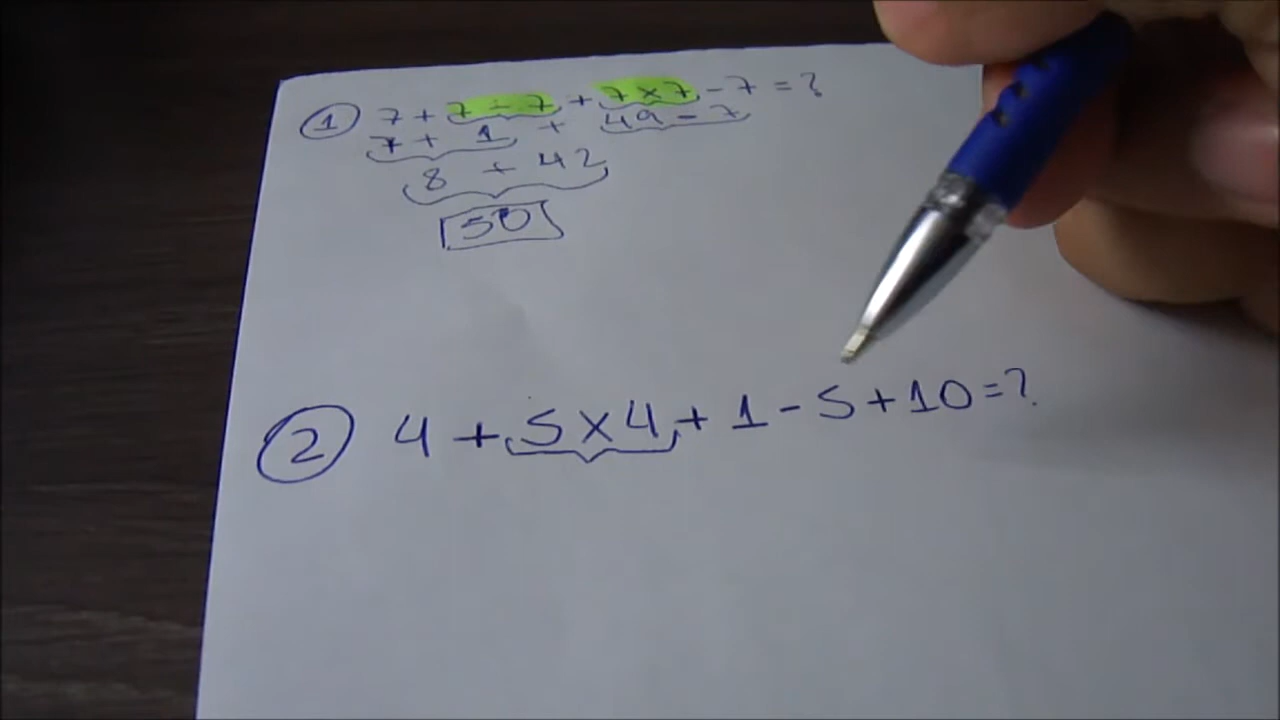 1 7 + 7 ÷ 7 + 7 x 7 - 7 = ?
7 + 1 + 49 - 7
8 + 42
50
2 4 + 5 x 4 + 1 - 5 + 10 = ?